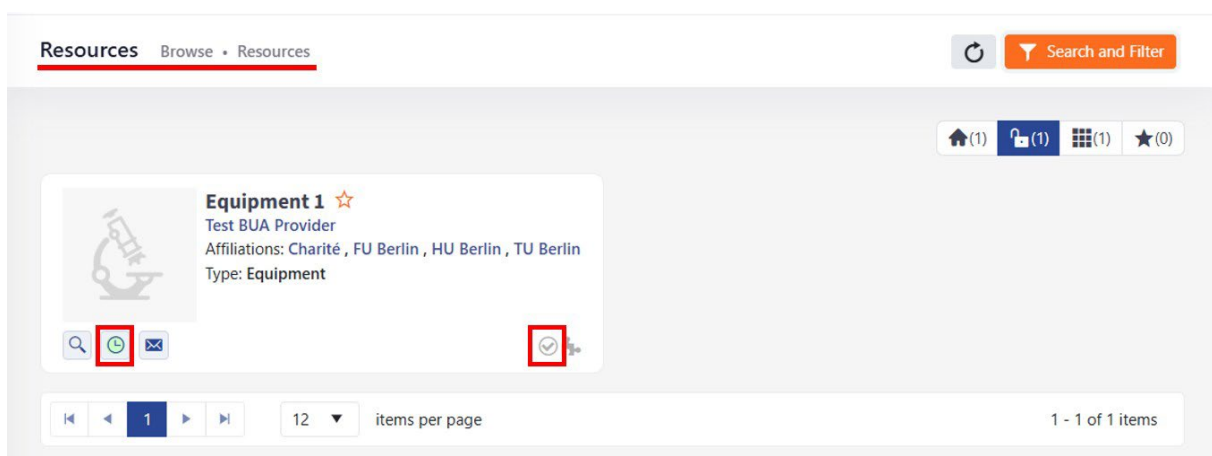 Resources Browse • Resources
Search and Filter
(1) (1) (1) (0)
Equipment 1
Test BUA Provider
Affiliations: Charité , FU Berlin , HU Berlin , TU Berlin
Type: Equipment
1 12 items per page 1 - 1 of 1 items